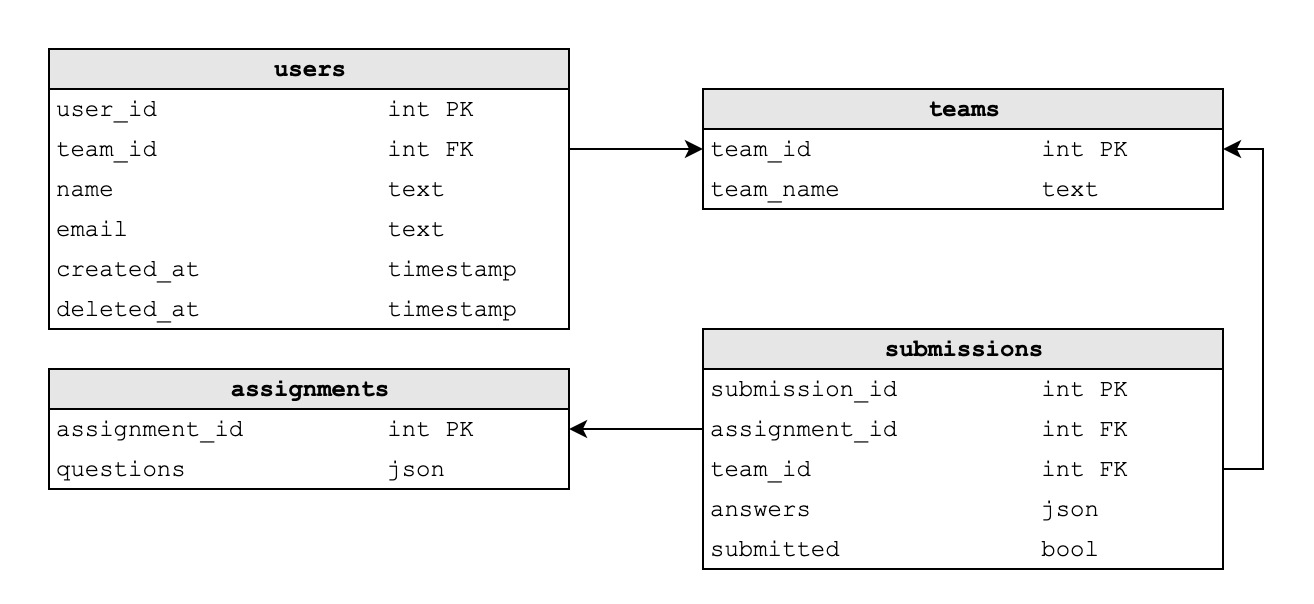 users
user_id int PK
team_id int FK
name text
email text
created_at timestamp
deleted_at timestamp
teams
team_id int PK
team_name text
assignments
assignment_id int PK
questions json
submissions
submission_id int PK
assignment_id int FK
team_id int FK
answers json
submitted bool